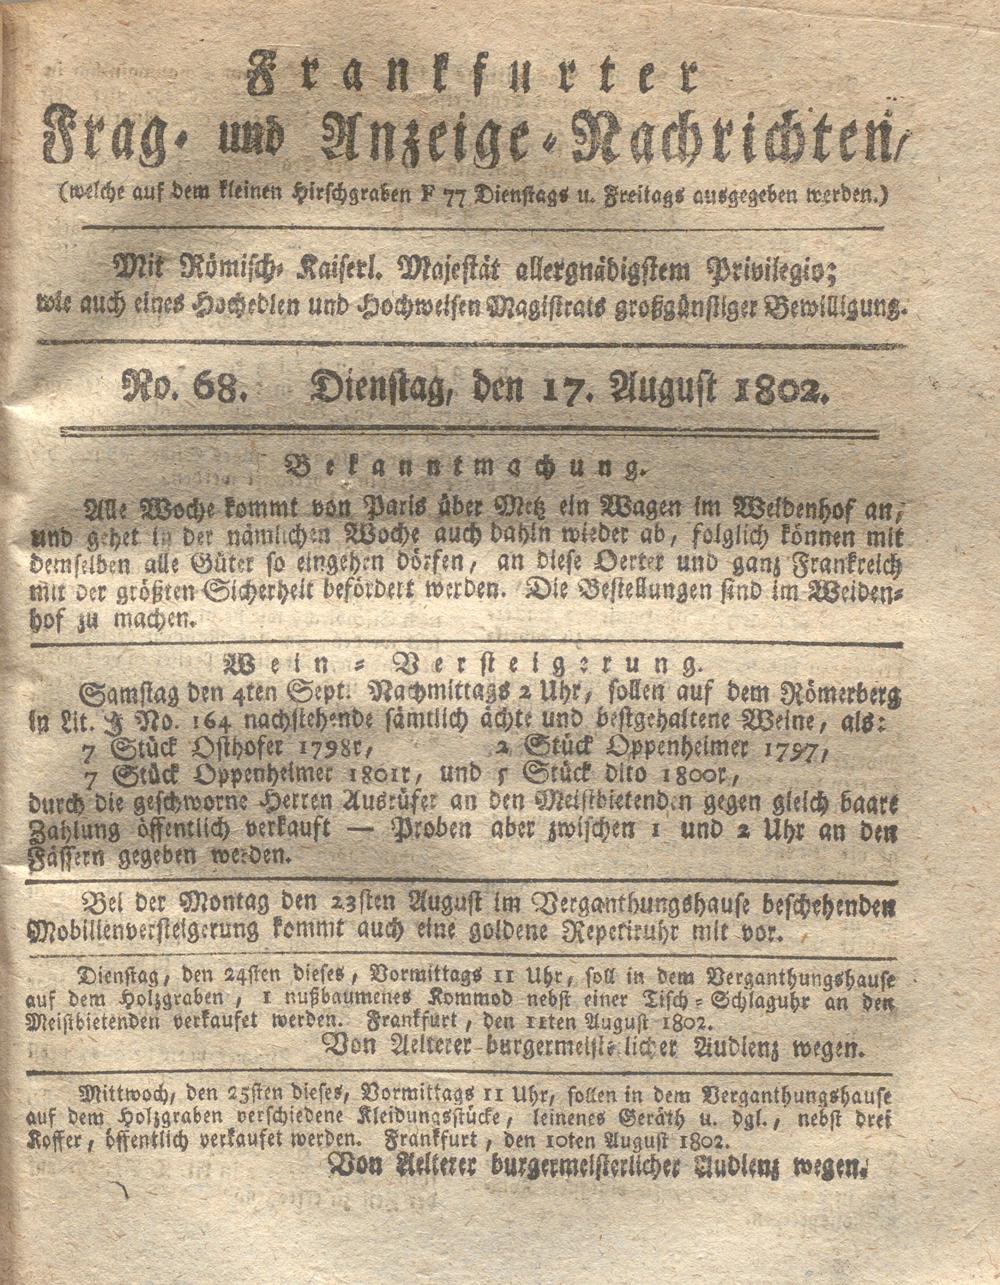 Frankfurter
Frag- und Anzeige-Nachrichten,
(welche auf dem kleinen Hirschgraben F 77 Dienstags u. Freitags ausgegeben werden.)
Mit Römisch-Kaiserl. Majestät allergnädigstem Privilegio;
wie auch eines Hochedlen und Hochweisen Magistrats großgünstiger Bewilligung.
No. 68. Dienstag, den 17. August 1802.
Bekanntmachung.
Alle Woche kommt von Paris über Metz ein Wagen im Weidenhof an,
und gehet in der nämlichen Woche auch dahin wieder ab, folglich können mit
demselben alle Güter so eingehen dörfen, an diese Oerter und ganz Frankreich
mit der größten Sicherheit befördert werden. Die Bestellungen sind im Weiden-
hof zu machen.
Wein-Versteigerung.
Samstag den 4ten Sept. Nachmittags 2 Uhr, sollen auf dem Römerberg
in Lit. J No. 164 nachstehende sämtlich ächte und bestgehaltene Weine, als:
7 Stück Osthofer 1798r, 2 Stück Oppenheimer 1797,
7 Stück Oppenheimer 1801r, und 5 Stück dito 1800r,
durch die geschworne Herren Ausrüfer an den Meistbietenden gegen gleich baare
Zahlung öffentlich verkauft — Proben aber zwischen 1 und 2 Uhr an den
Fässern gegeben werden.
Bei der Montag den 23sten August im Verganthungshause beschehenden
Mobilienversteigerung kommt auch eine goldene Repetiruhr mit vor.
Dienstag, den 24sten dieses, Vormittags 11 Uhr, soll in dem Verganthungshause
auf dem Holzgraben, 1 nußbaumenes Kommod nebst einer Tisch-Schlaguhr an den
Meistbietenden verkaufet werden. Frankfurt, den 11ten August 1802.
Von Aelterer burgermeisterlicher Audienz wegen.
Mittwoch, den 25sten dieses, Vormittags 11 Uhr, sollen in dem Verganthungshause
auf dem Holzgraben verschiedene Kleidungsstücke, leinenes Geräth u. dgl., nebst drei
Koffer, öffentlich verkaufet werden. Frankfurt, den 10ten August 1802.
Von Aelterer burgermeisterlicher Audienz wegen.